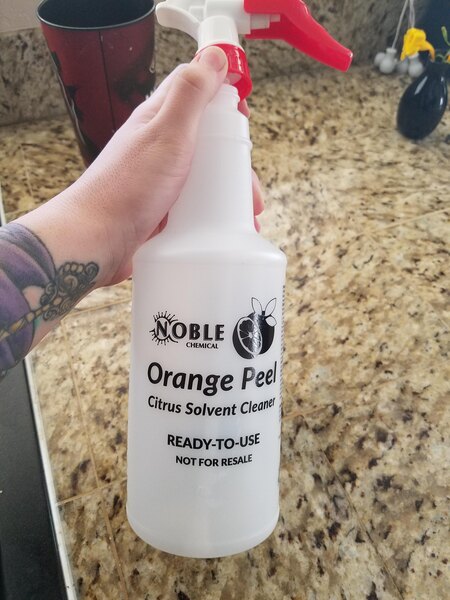 NOBLE
CHEMICAL
Orange Peel
Citrus Solvent Cleaner
READY-TO-USE
NOT FOR RESALE